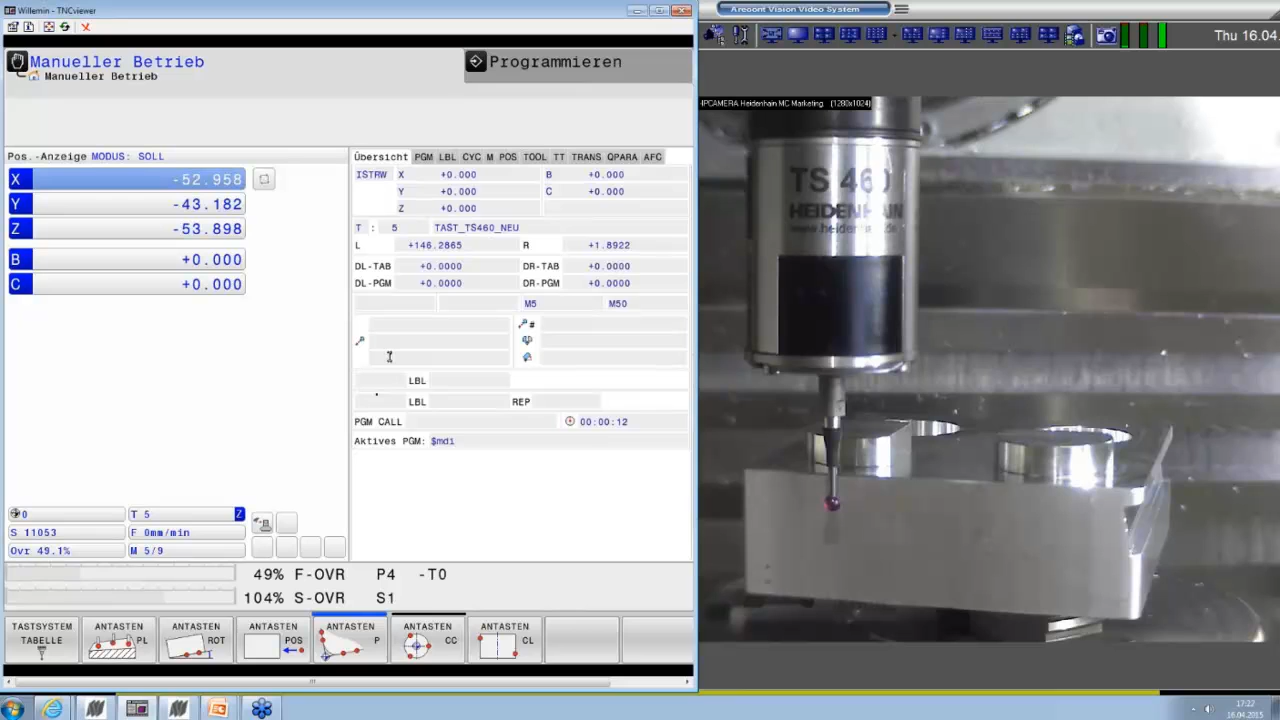 Willemin - TNCviewer
Manueller Betrieb
Manueller Betrieb
Programmieren
Pos.-Anzeige MODUS: SOLL
X -52.958
Y -43.182
Z -53.898
B +0.000
C +0.000
0 T 5 Z
S 11053 F 0mm/min
Ovr 49.1% M 5/9
Übersicht PGM LBL CYC M POS TOOL TT TRANS QPARA AFC
ISTRW X +0.000 B +0.000
Y +0.000 C +0.000
Z +0.000
T : 5 TAST_TS460_NEU
L +146.2865 R +1.8922
DL-TAB +0.0000 DR-TAB +0.0000
DL-PGM +0.0000 DR-PGM +0.0000
M5 M50
#
LBL
LBL REP
PGM CALL 00:00:12
Aktives PGM: $mdi
49% F-OVR P4 -T0
104% S-OVR S1
TASTSYSTEM TABELLE
ANTASTEN PL
ANTASTEN ROT
ANTASTEN POS
ANTASTEN P
ANTASTEN CC
ANTASTEN CL
Arecont Vision Video System
Thu 16.04.
IPCAMERA Heidenhain MC Marketing (1280x1024)
TS 460
HEIDENHAIN
www.heidenhain.de
17:22
16.04.2015